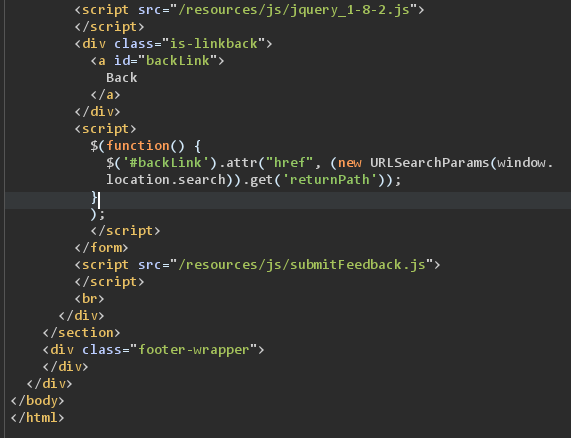 <script src="/resources/js/jquery_1-8-2.js">
</script>
<div class="is-linkback">
<a id="backLink">
Back
</a>
</div>
<script>
$(function() {
$('#backLink').attr("href", (new URLSearchParams(window.
location.search)).get('returnPath'));
}
);
</script>
</form>
<script src="/resources/js/submitFeedback.js">
</script>
<br>
</div>
</section>
<div class="footer-wrapper">
</div>
</div>
</body>
</html>